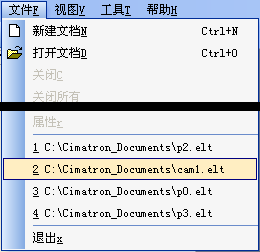 文件F 视图V 工具T 帮助H
新建文档N Ctrl+N
打开文档D Ctrl+O
关闭C
关闭所有
属性r
1 C:\Cimatron_Documents\p2.elt
2 C:\Cimatron_Documents\cam1.elt
3 C:\Cimatron_Documents\p0.elt
4 C:\Cimatron_Documents\p3.elt
退出x